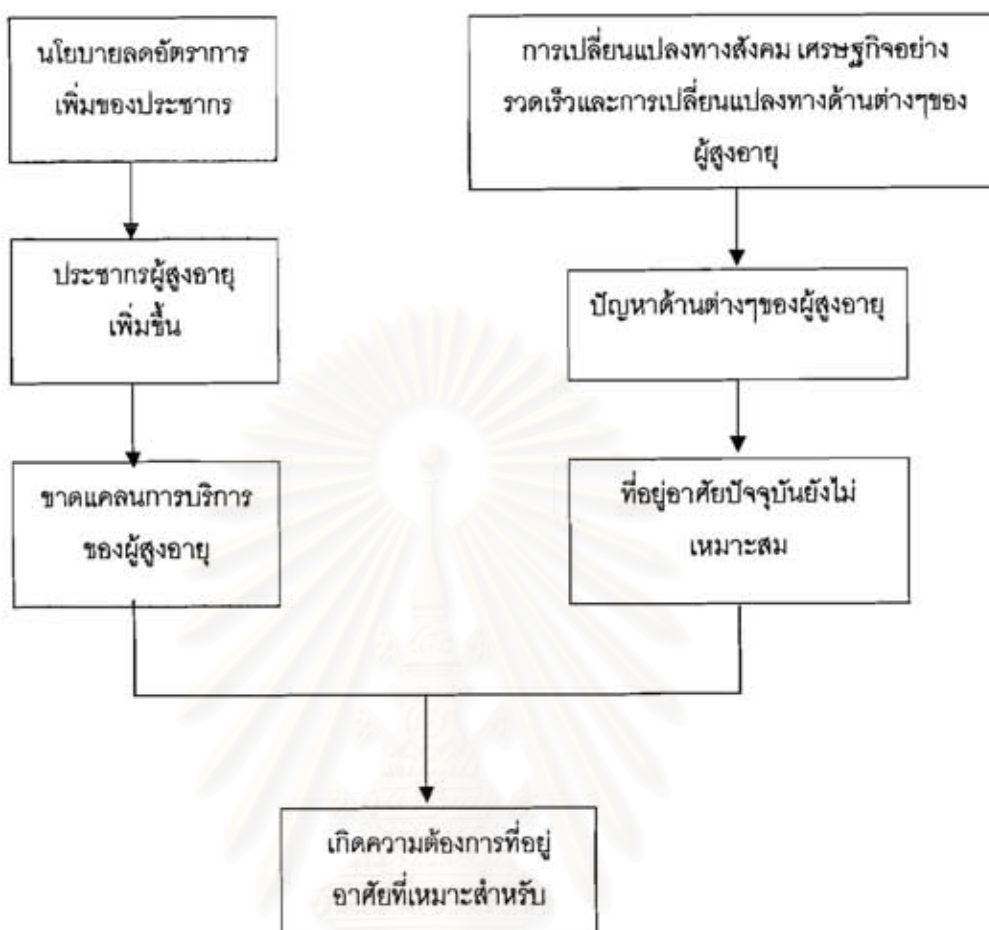 นโยบายลดอัตราการ
เพิ่มของประชากร
ประชากรผู้สูงอายุ
เพิ่มขึ้น
ขาดแคลนการบริการ
ของผู้สูงอายุ
การเปลี่ยนแปลงทางสังคม เศรษฐกิจอย่าง
รวดเร็วและการเปลี่ยนแปลงทางด้านต่างๆของ
ผู้สูงอายุ
ปัญหาด้านต่างๆของผู้สูงอายุ
ที่อยู่อาศัยปัจจุบันยังไม่
เหมาะสม
เกิดความต้องการที่อยู่
อาศัยที่เหมาะสำหรับ